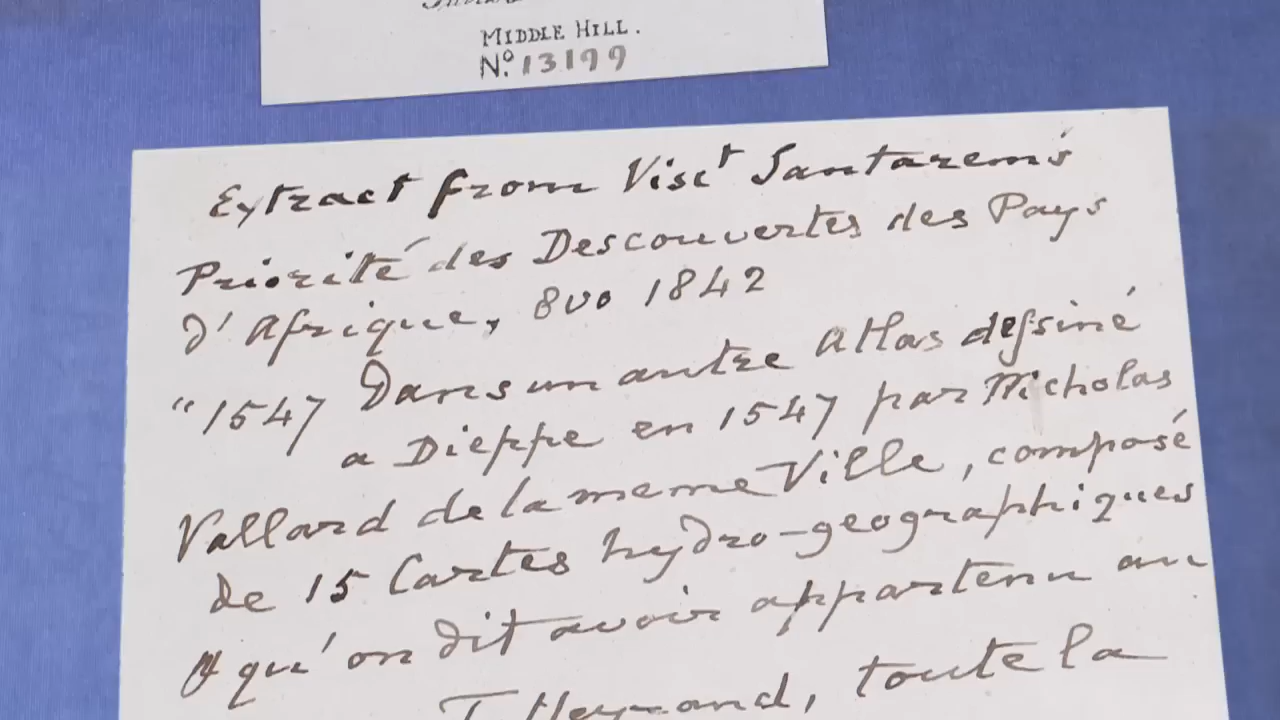 MIDDLE HILL.
Nº. 13199
Extract from Visct Santarem's
Priorité des Descouvertes des Pays
d'Afrique, 8vo 1842
"1547 Dans un autre Atlas dessiné
a Dieppe en 1547 par Nicholas
Vallard de la meme Ville, composé
de 15 Cartes hydro-geographiques
& qu'on dit avoir appartenu au
Talleyrand, toute la